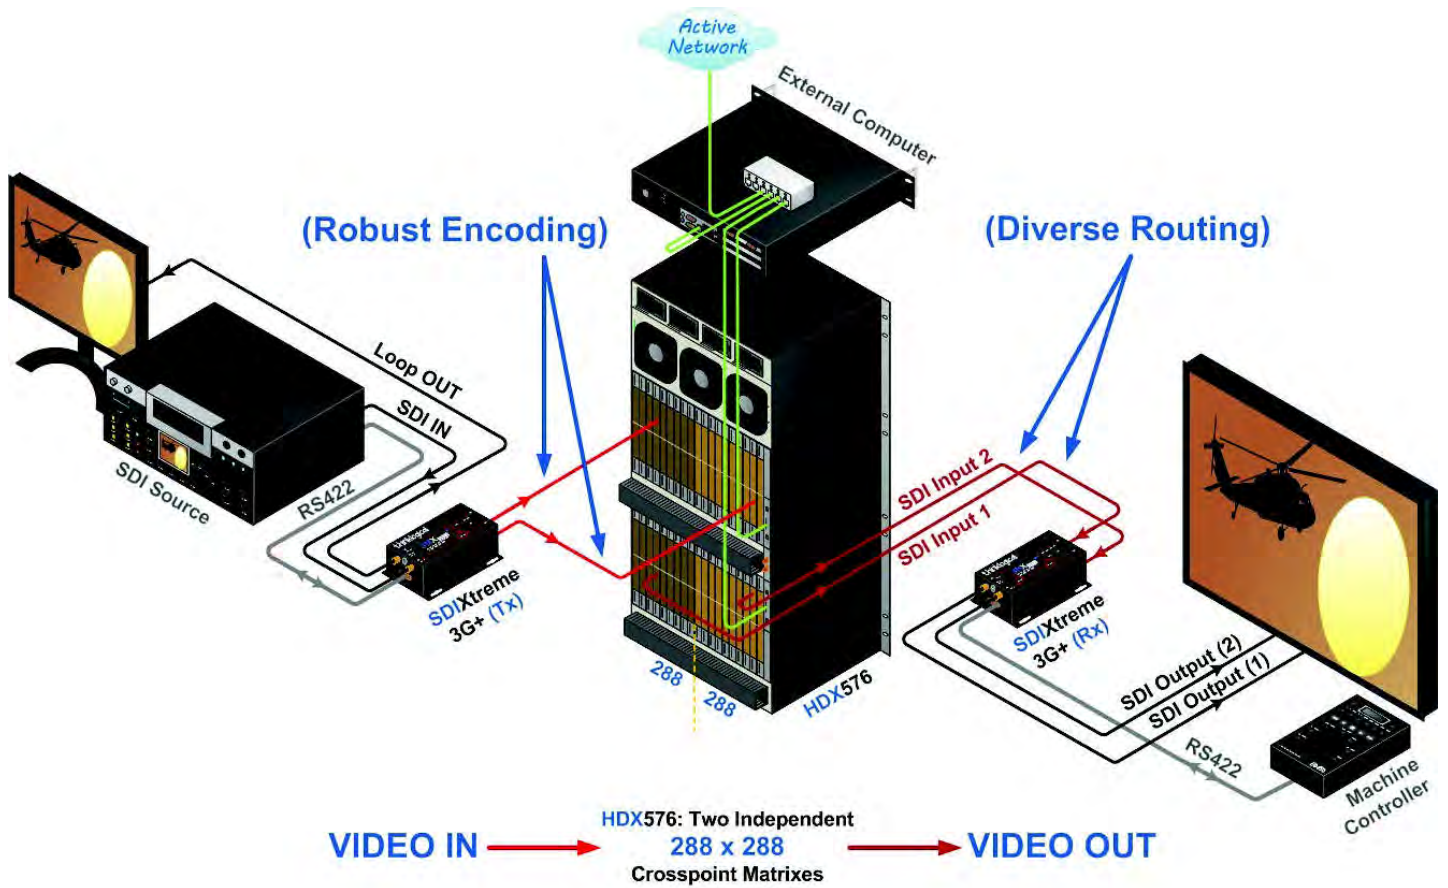 Active
Network
External Computer
(Robust Encoding)
(Diverse Routing)
Loop OUT
SDI IN
SDI Source
RS422
SDIXtreme
3G+ (Tx)
288
288
HDX576
SDI Input 2
SDI Input 1
SDIXtreme
3G+ (Rx)
SDI Output (2)
SDI Output (1)
RS422
Machine
Controller
VIDEO IN
HDX576: Two Independent
288 x 288
Crosspoint Matrixes
VIDEO OUT